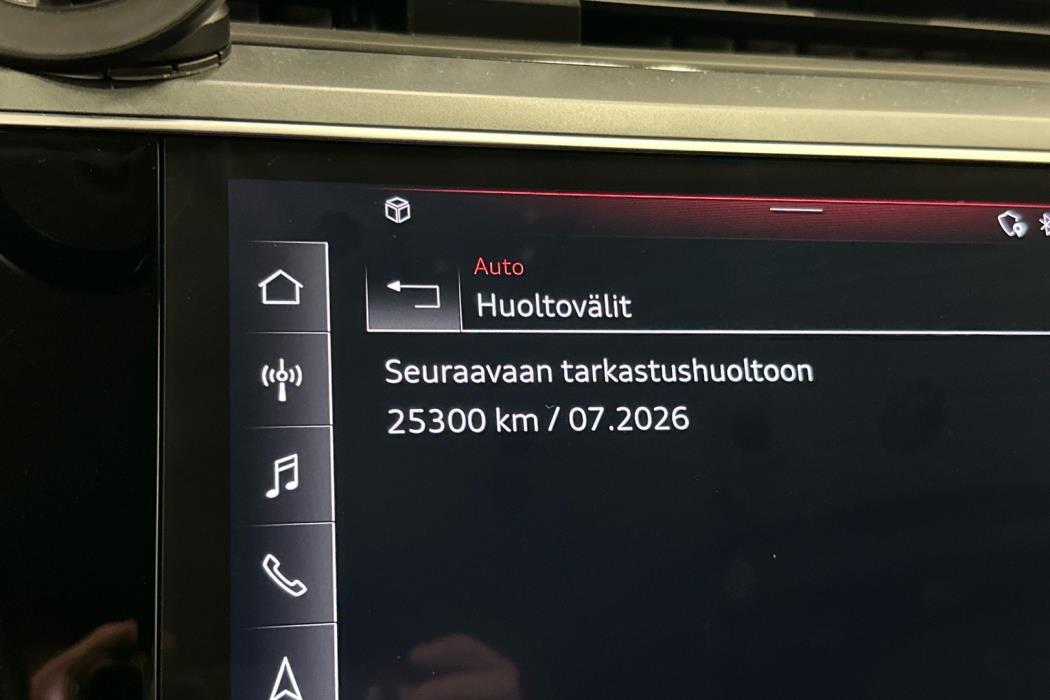 Auto
Huoltovälit
Seuraavaan tarkastushuoltoon
25300 km / 07.2026